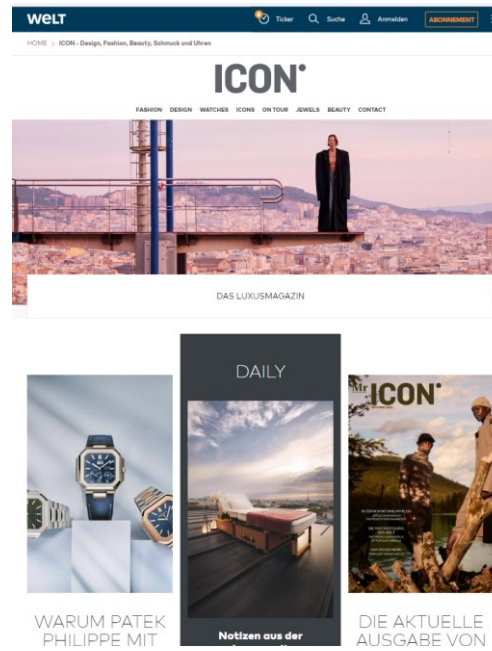 WELT
Ticker Suche Anmelden ABONNEMENT
HOME > ICON - Design, Fashion, Beauty, Schmuck und Uhren
ICON
FASHION DESIGN WATCHES ICONS ON TOUR JEWELS BEAUTY CONTACT
DAS LUXUSMAGAZIN
DAILY
Mr ICON
WARUM PATEK
PHILIPPE MIT
Notizen aus der
DIE AKTUELLE
AUSGABE VON